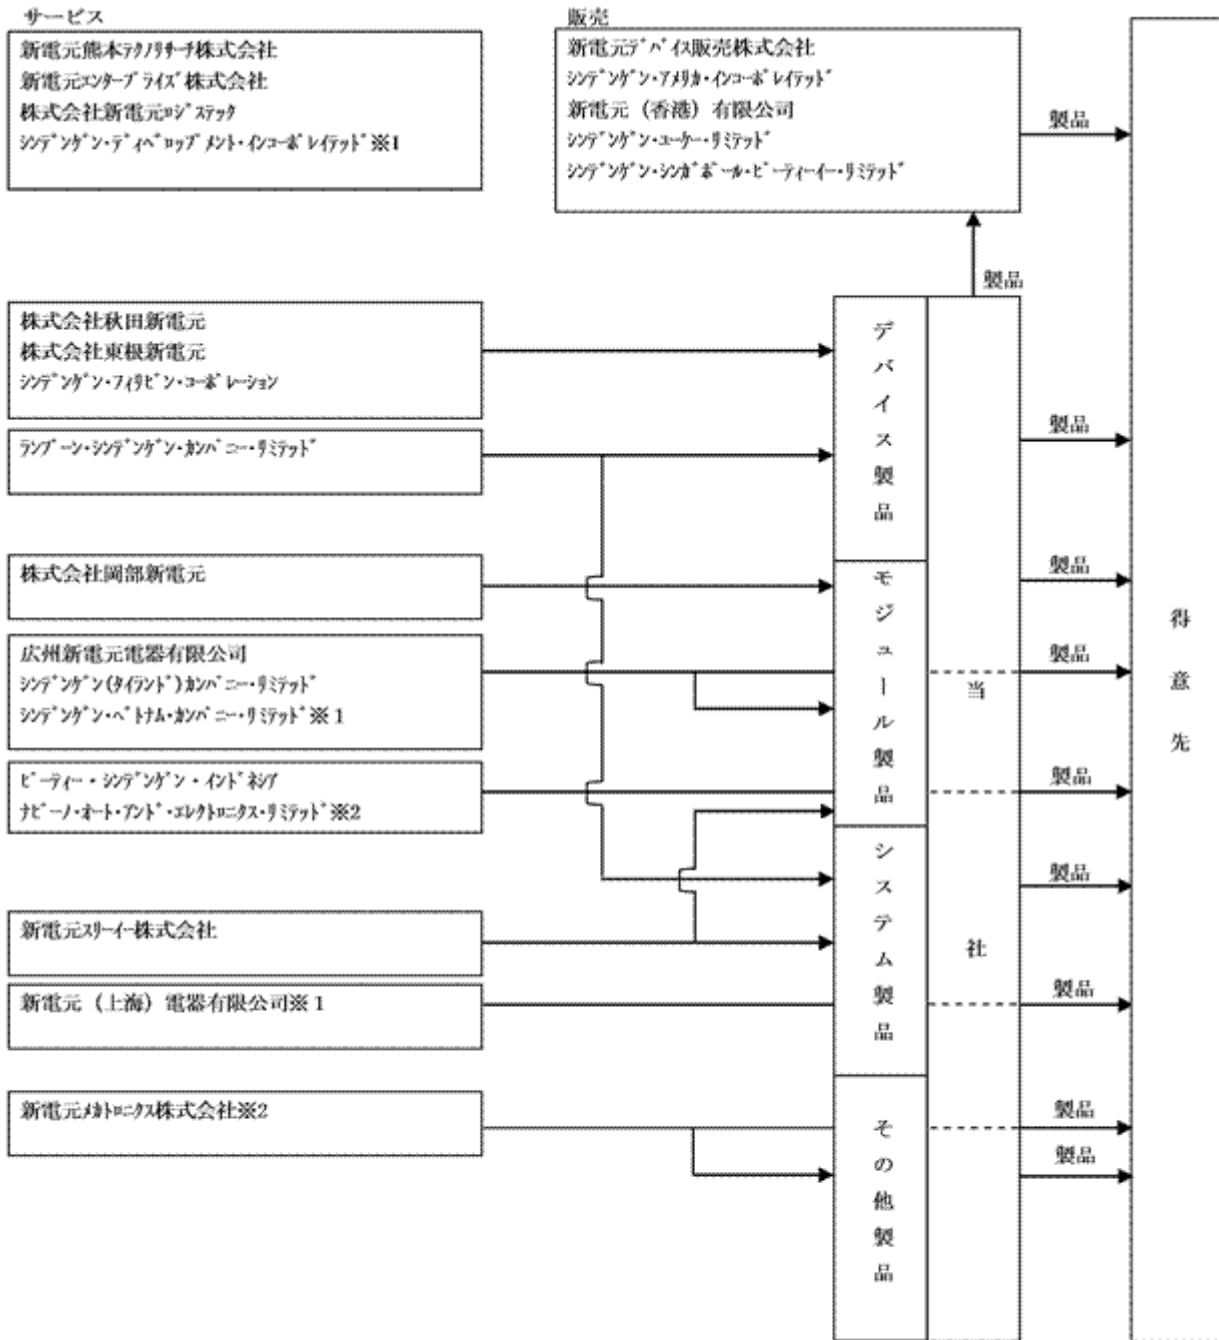 サービス
新電元熊本テクノリサーチ株式会社
新電元エンタープライズ株式会社
株式会社新電元ロジステック
シンデンゲン・ディベロップメント・インコーポレイテッド※1
販売
新電元デバイス販売株式会社
シンデンゲン・アメリカ・インコーポレイテッド
新電元（香港）有限公司
シンデンゲン・ユーケー・リミテッド
シンデンゲン・シンガポール・ピーティーイー・リミテッド
製品
製品
株式会社秋田新電元
株式会社東根新電元
シンデンゲン・フィリピン・コーポレーション
ランプーン・シンデンゲン・カンパニー・リミテッド
デバイス製品
製品
株式会社岡部新電元
製品
広州新電元電器有限公司
シンデンゲン(タイランド)カンパニー・リミテッド
シンデンゲン・ベトナム・カンパニー・リミテッド※1
モジュール製品
製品
ピーティー・シンデンゲン・インドネシア
ナピーノ・オート・アンド・エレクトロニクス・リミテッド※2
製品
製品
新電元スリーイー株式会社
システム製品
新電元（上海）電器有限公司※1
製品
新電元メカトロニクス株式会社※2
その他製品
製品
製品
当社
得意先